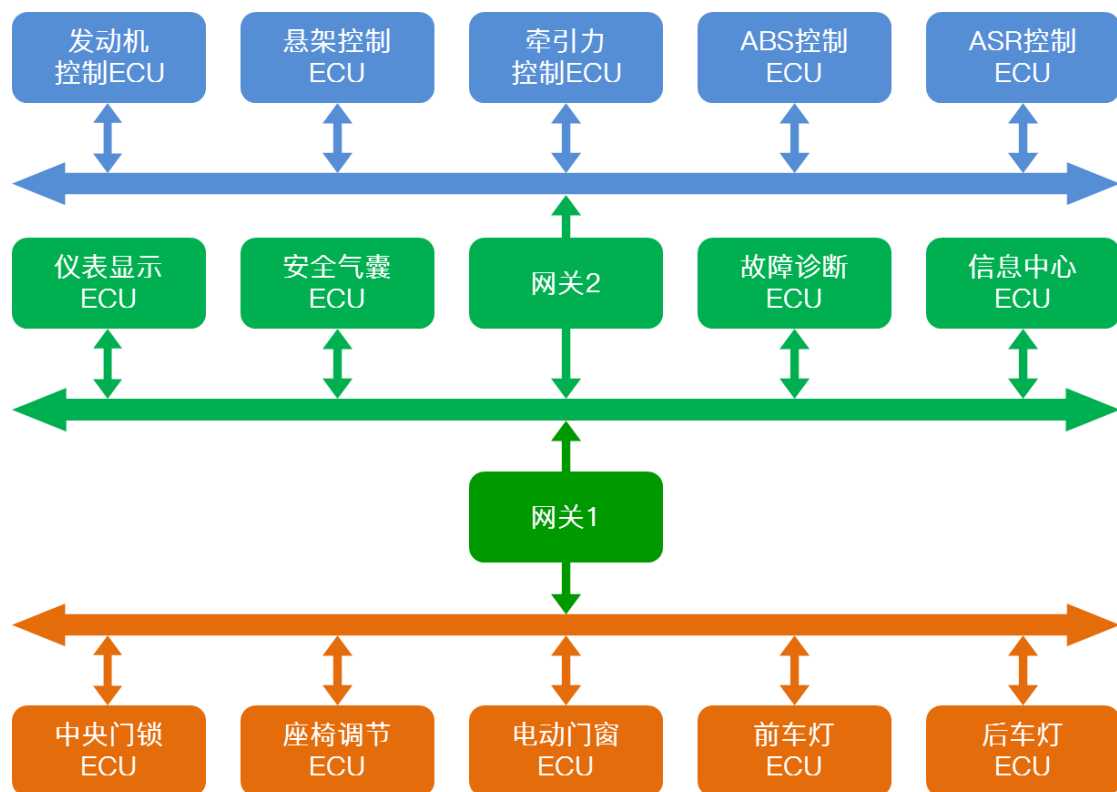 发动机
控制ECU
悬架控制
ECU
牵引力
控制ECU
ABS控制
ECU
ASR控制
ECU
仪表显示
ECU
安全气囊
ECU
网关2
故障诊断
ECU
信息中心
ECU
网关1
中央门锁
ECU
座椅调节
ECU
电动门窗
ECU
前车灯
ECU
后车灯
ECU